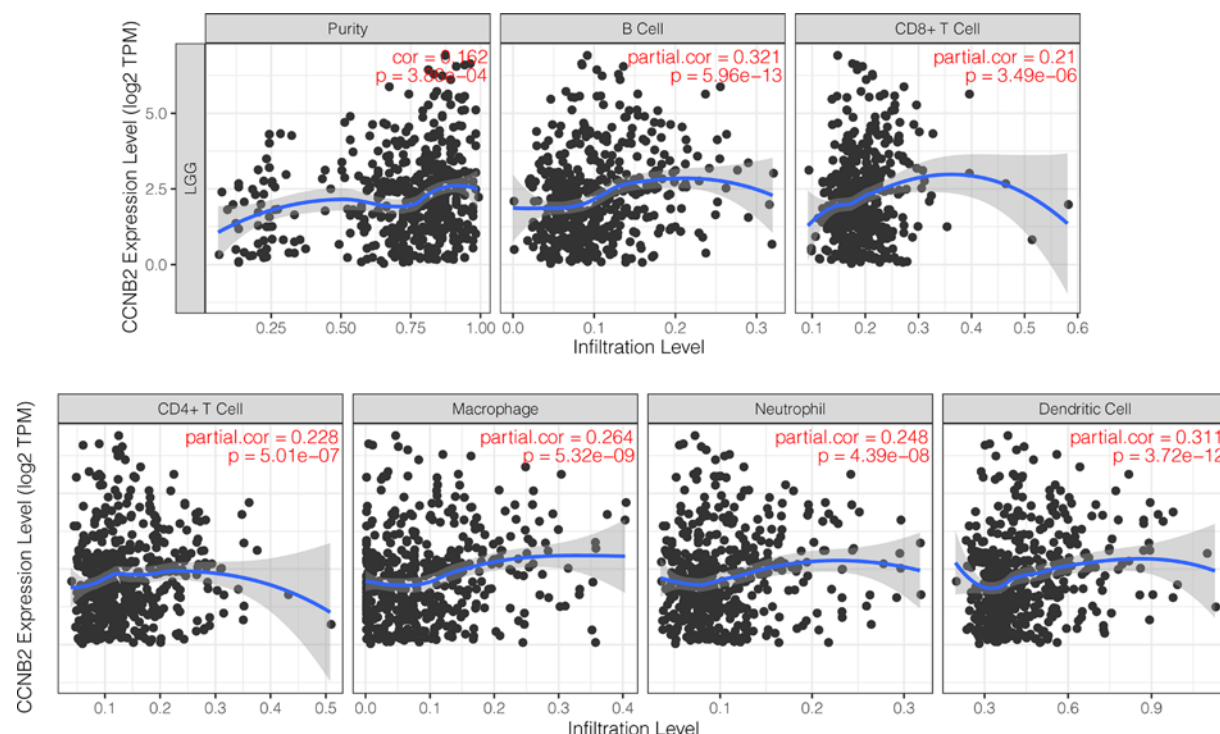 Purity
B Cell
CD8+ T Cell
CCNB2 Expression Level (log2 TPM)
LGG
cor = 0.162
partial.cor = 0.321
p = 5.96e−13
partial.cor = 0.21
p = 3.49e−06
5.0
2.5
0.0
0.25 0.50 0.75 1.00
0.0 0.1 0.2 0.3
0.1 0.2 0.3 0.4 0.5 0.6
Infiltration Level
CD4+ T Cell
Macrophage
Neutrophil
Dendritic Cell
CCNB2 Expression Level (log2 TPM)
partial.cor = 0.228
p = 5.01e−07
partial.cor = 0.264
p = 5.32e−09
partial.cor = 0.248
p = 4.39e−08
partial.cor = 0.311
p = 3.72e−12
0.1 0.2 0.3 0.4 0.5
0.0 0.1 0.2 0.3 0.4
0.1 0.2 0.3
0.3 0.6 0.9
Infiltration Level